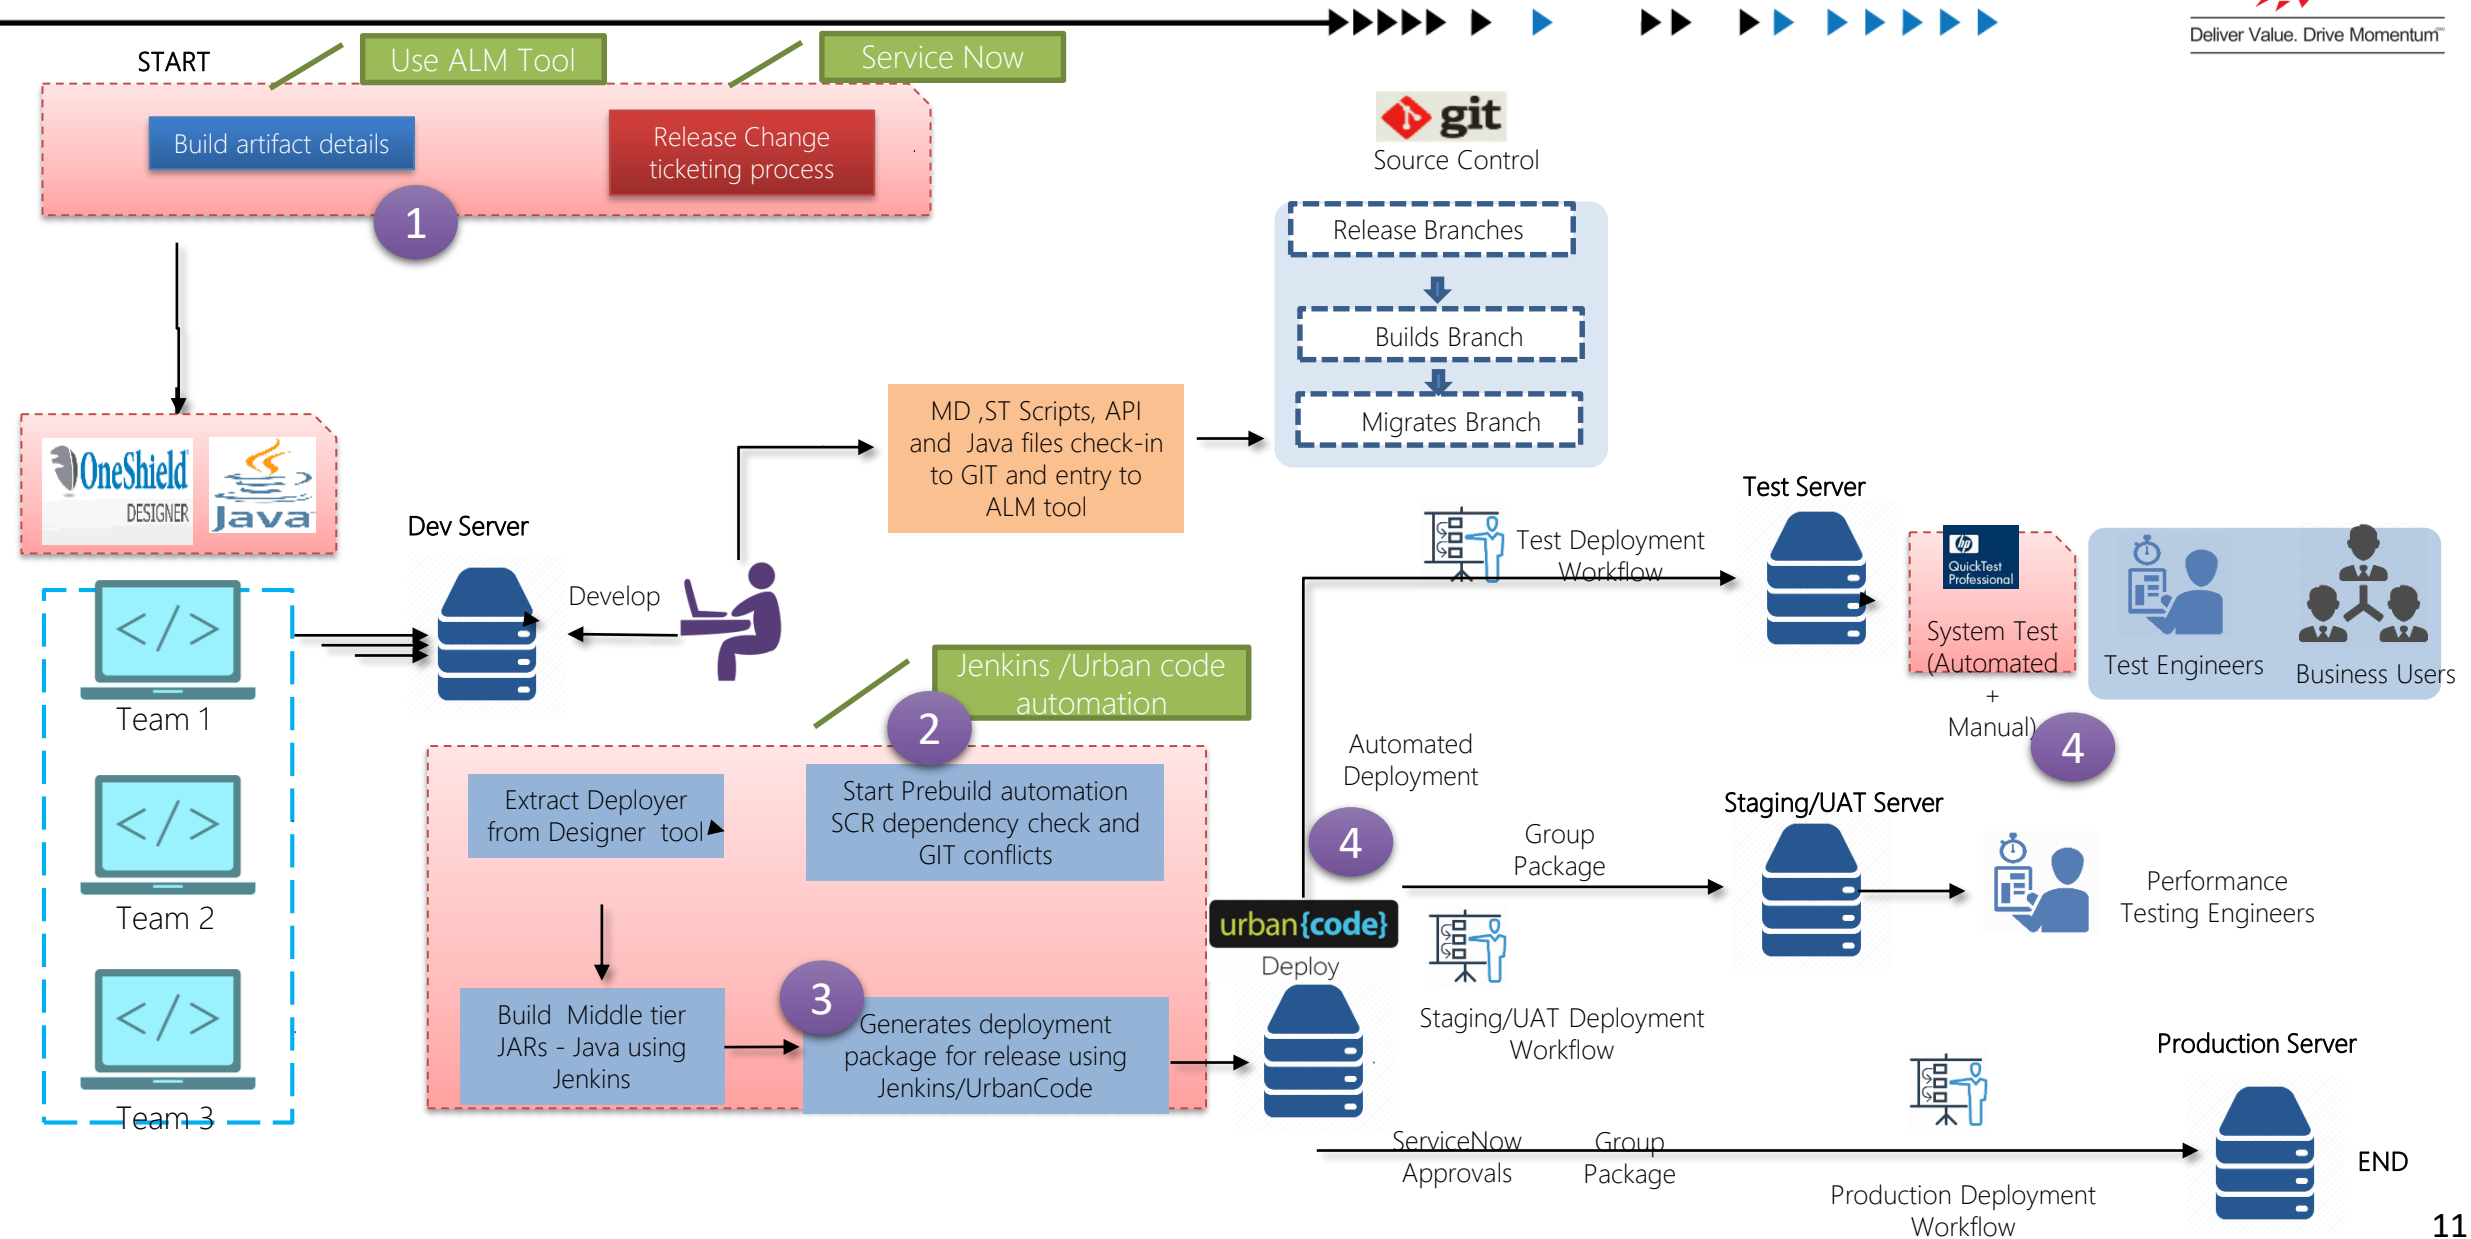 Deliver Value. Drive Momentum
START
Use ALM Tool
Service Now
Build artifact details
Release Change
ticketing process
1
git
Source Control
Release Branches
Builds Branch
Migrates Branch
MD ,ST Scripts, API
and Java files check-in
to GIT and entry to
ALM tool
OneShield
DESIGNER
Java
Dev Server
Develop
Team 1
Team 2
Team 3
Jenkins /Urban code
automation
2
Extract Deployer
from Designer tool
Start Prebuild automation
SCR dependency check and
GIT conflicts
Build Middle tier
JARs - Java using
Jenkins
3
Generates deployment
package for release using
Jenkins/UrbanCode
urban{code}
Deploy
Automated
Deployment
4
Test Deployment
Workflow
Test Server
hp
QuickTest
Professional
System Test
(Automated
+
Manual)
4
Test Engineers
Business Users
Group
Package
Staging/UAT Server
Performance
Testing Engineers
Staging/UAT Deployment
Workflow
ServiceNow
Approvals
Group
Package
Production Deployment
Workflow
Production Server
END
11